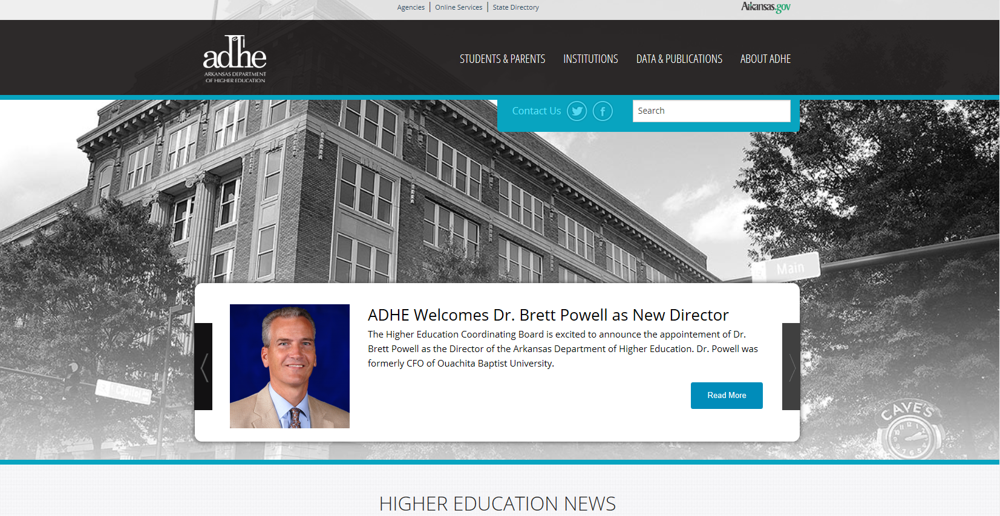 Agencies | Online Services | State Directory
Arkansas.gov
adhe
ARKANSAS DEPARTMENT
OF HIGHER EDUCATION
STUDENTS & PARENTS INSTITUTIONS DATA & PUBLICATIONS ABOUT ADHE
Contact Us
Search
Main
Capitol
ADHE Welcomes Dr. Brett Powell as New Director
The Higher Education Coordinating Board is excited to announce the appointement of Dr.
Brett Powell as the Director of the Arkansas Department of Higher Education. Dr. Powell was
formerly CFO of Ouachita Baptist University.
Read More
CAVE'S
HIGHER EDUCATION NEWS